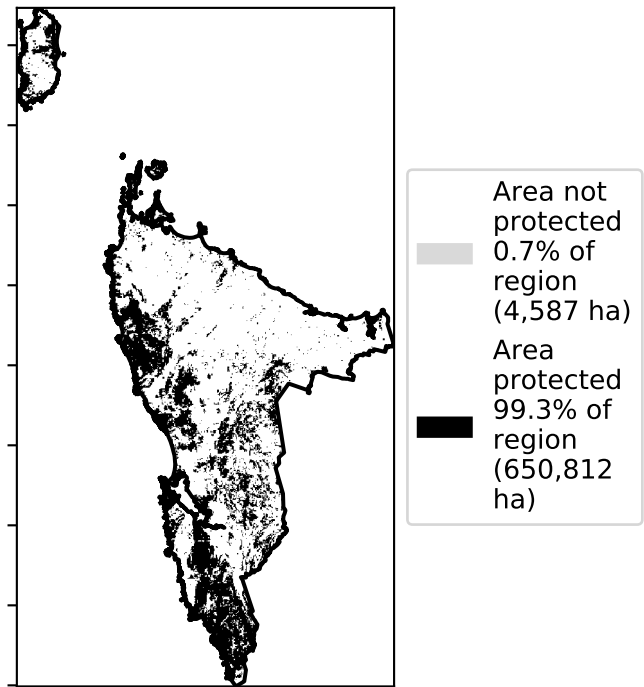 Area not
protected
0.7% of
region
(4,587 ha)
Area
protected
99.3% of
region
(650,812
ha)